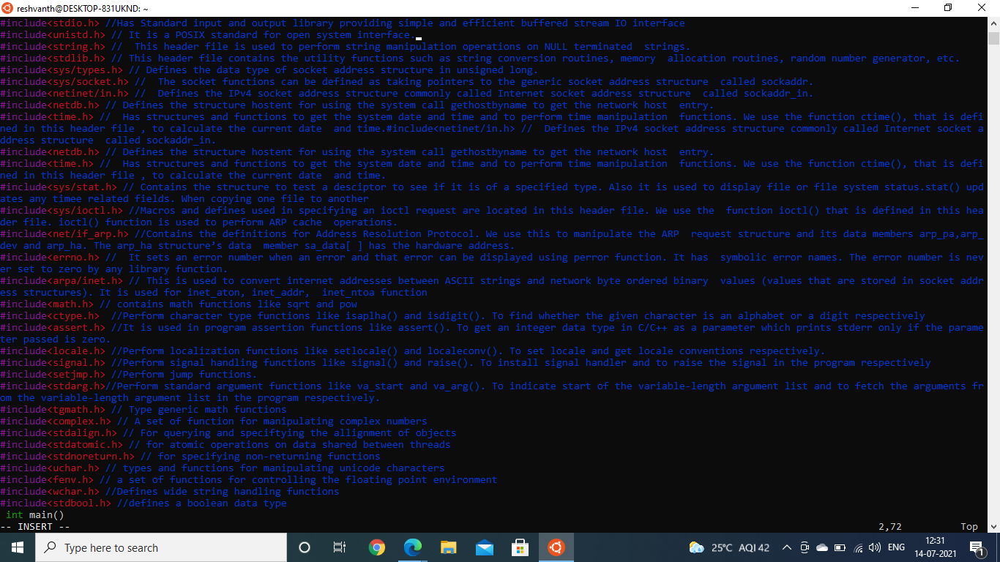 reshvanth@DESKTOP-831UKND: ~
#include<stdio.h> //Has Standard input and output library providing simple and efficient buffered stream IO interface
#include<unistd.h> // It is a POSIX standard for open system interface.
#include<string.h> //  This header file is used to perform string manipulation operations on NULL terminated  strings.
#include<stdlib.h> // This header file contains the utility functions such as string conversion routines, memory  allocation routines, random number generator, etc.
#include<sys/types.h> // Defines the data type of socket address structure in unsigned long.
#include<sys/socket.h> //  The socket functions can be defined as taking pointers to the generic socket address structure  called sockaddr.
#include<netinet/in.h> //  Defines the IPv4 socket address structure commonly called Internet socket address structure  called sockaddr_in.
#include<netdb.h> // Defines the structure hostent for using the system call gethostbyname to get the network host  entry.
#include<time.h> //  Has structures and functions to get the system date and time and to perform time manipulation  functions. We use the function ctime(), that is defi
ned in this header file , to calculate the current date  and time.#include<netinet/in.h> //  Defines the IPv4 socket address structure commonly called Internet socket a
ddress structure  called sockaddr_in.
#include<netdb.h> // Defines the structure hostent for using the system call gethostbyname to get the network host  entry.
#include<time.h> //  Has structures and functions to get the system date and time and to perform time manipulation  functions. We use the function ctime(), that is defi
ned in this header file , to calculate the current date  and time.
#include<sys/stat.h> // Contains the structure to test a desciptor to see if it is of a specified type. Also it is used to display file or file system status.stat() upd
ates any timee related fields. When copying one file to another
#include<sys/ioctl.h> //Macros and defines used in specifying an ioctl request are located in this header file. We use the  function ioctl() that is defined in this hea
der file. ioctl() function is used to perform ARP cache  operations.
#include<net/if_arp.h> //Contains the definitions for Address Resolution Protocol. We use this to manipulate the ARP  request structure and its data members arp_pa,arp_
dev and arp_ha. The arp_ha structure’s data  member sa_data[ ] has the hardware address.
#include<errno.h> //  It sets an error number when an error and that error can be displayed using perror function. It has  symbolic error names. The error number is nev
er set to zero by any library function.
#include<arpa/inet.h> // This is used to convert internet addresses between ASCII strings and network byte ordered binary  values (values that are stored in socket addr
ess structures). It is used for inet_aton, inet_addr,  inet_ntoa function
#include<math.h> // contains math functions like sqrt and pow
#include<ctype.h>  //Perform character type functions like isaplha() and isdigit(). To find whether the given character is an alphabet or a digit respectively
#include<assert.h> //It is used in program assertion functions like assert(). To get an integer data type in C/C++ as a parameter which prints stderr only if the parame
ter passed is zero.
#include<locale.h> //Perform localization functions like setlocale() and localeconv(). To set locale and get locale conventions respectively.
#include<signal.h> //Perform signal handling functions like signal() and raise(). To install signal handler and to raise the signal in the program respectively
#include<setjmp.h> //Perform jump functions.
#include<stdarg.h>//Perform standard argument functions like va_start and va_arg(). To indicate start of the variable-length argument list and to fetch the arguments fr
om the variable-length argument list in the program respectively.
#include<tgmath.h> // Type generic math functions
#include<complex.h> // A set of function for manipulating complex numbers
#include<stdalign.h> // For querying and speciftying the allignment of objects
#include<stdatomic.h> // for atomic operations on data shared between threads
#include<stdnoreturn.h> // for specifying non-returning functions
#include<uchar.h> // types and functions for manipulating unicode characters
#include<fenv.h> // a set of functions for controlling the floating point environment
#include<wchar.h> //Defines wide string handling functions
#include<stdbool.h> //defines a boolean data type
 int main()
-- INSERT -- 2,72 Top
Type here to search 25°C AQI 42 ENG 12:31
14-07-2021 1